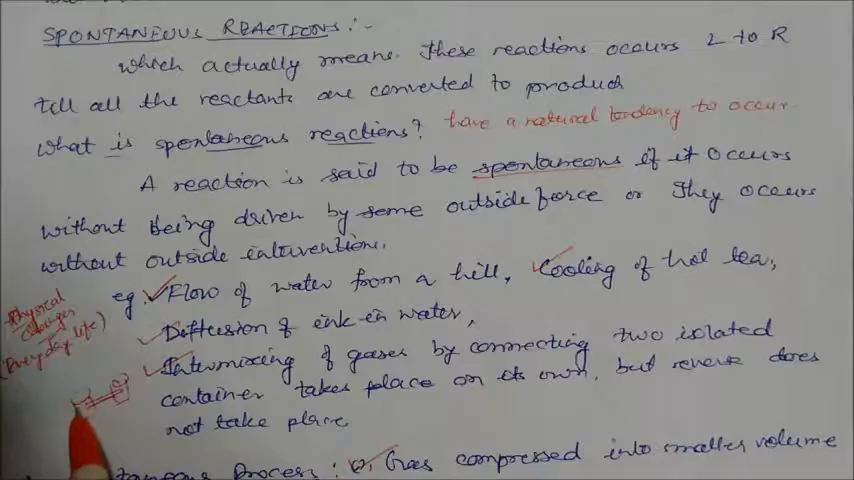 SPONTANEOUS REACTIONS :-
which actually means. These reactions occurs L to R
till all the reactants are converted to product
what is spontaneous reactions? have a natural tendency to occur.
A reaction is said to be spontaneous if it occurs
without being driven by some outside force or They occurs
without outside intervention.
eg. Flow of water from a hill, Cooling of hot tea,
Physical
changes
(Everyday life)
Diffusion of ink in water,
Intermixing of gases by connecting two isolated
container takes place on its own, but reverse does
not take place
taneous Process : Gas compressed into smaller volume